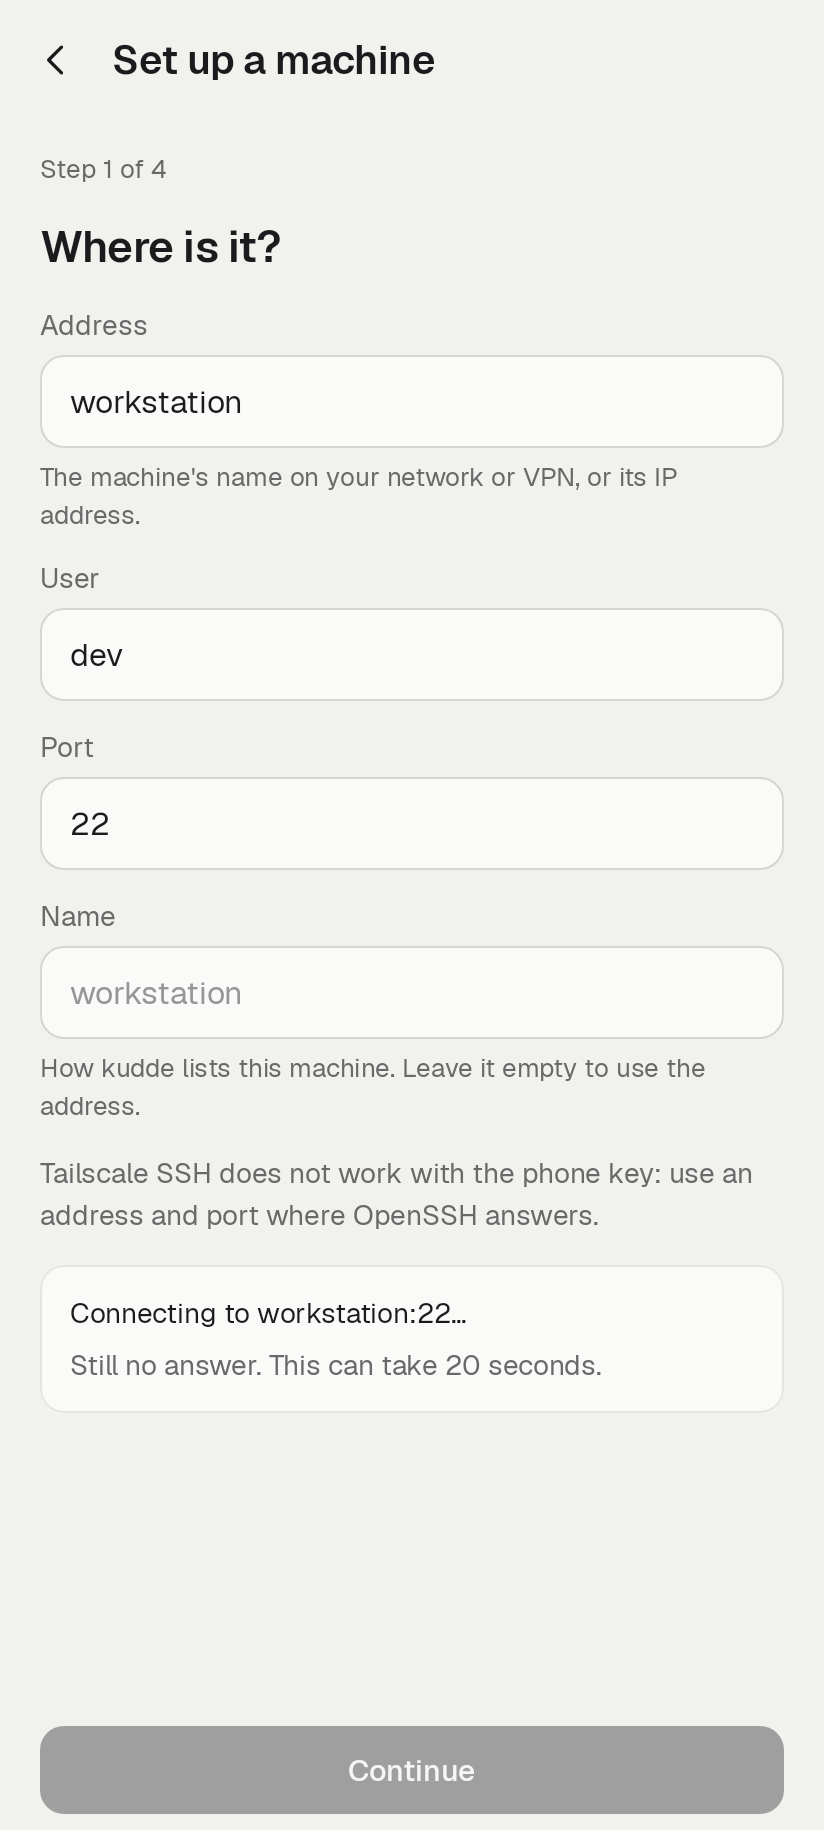 Set up a machine
Step 1 of 4
Where is it?
Address
workstation
The machine's name on your network or VPN, or its IP
address.
User
dev
Port
22
Name
workstation
How kudde lists this machine. Leave it empty to use the
address.
Tailscale SSH does not work with the phone key: use an
address and port where OpenSSH answers.
Connecting to workstation:22…
Still no answer. This can take 20 seconds.
Continue